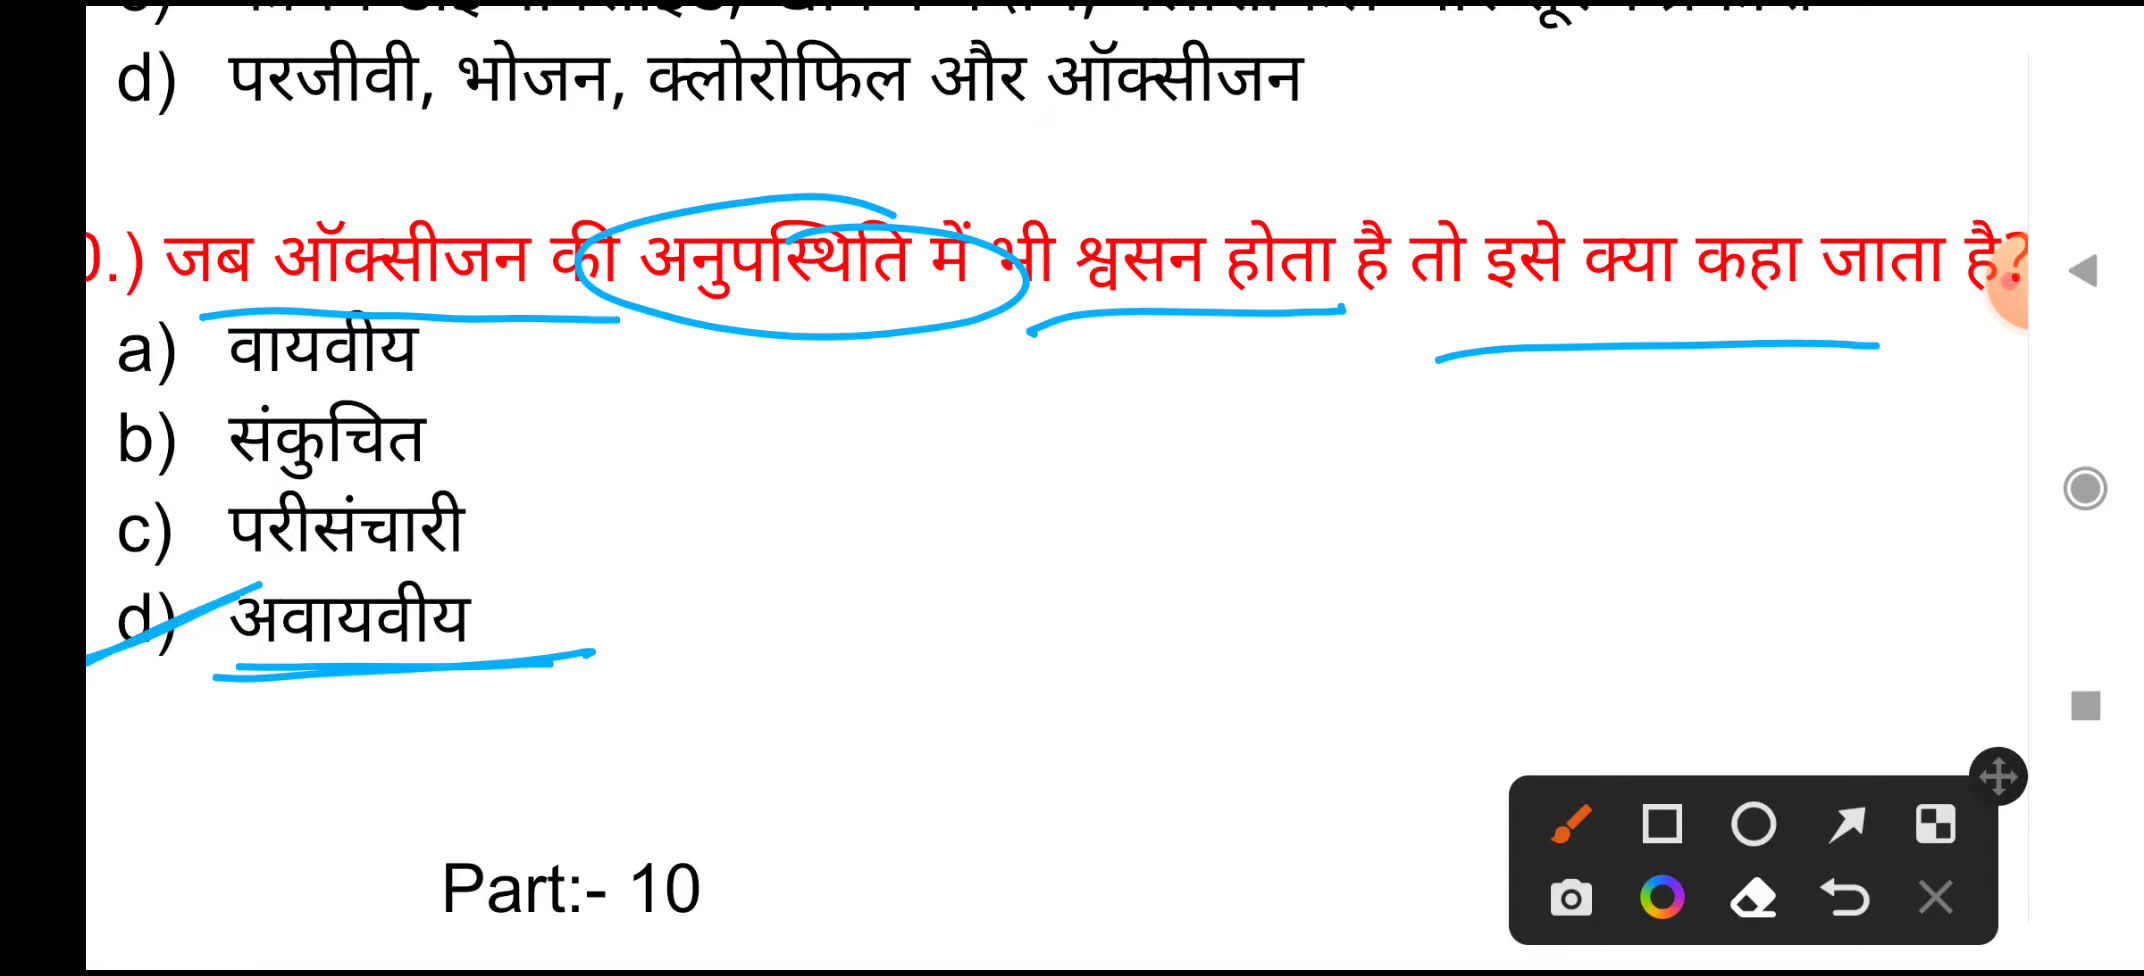 d) परजीवी, भोजन, क्लोरोफिल और ऑक्सीजन
0.) जब ऑक्सीजन की अनुपस्थिति में भी श्वसन होता है तो इसे क्या कहा जाता है?
a) वायवीय
b) संकुचित
c) परीसंचारी
d) अवायवीय
Part:- 10